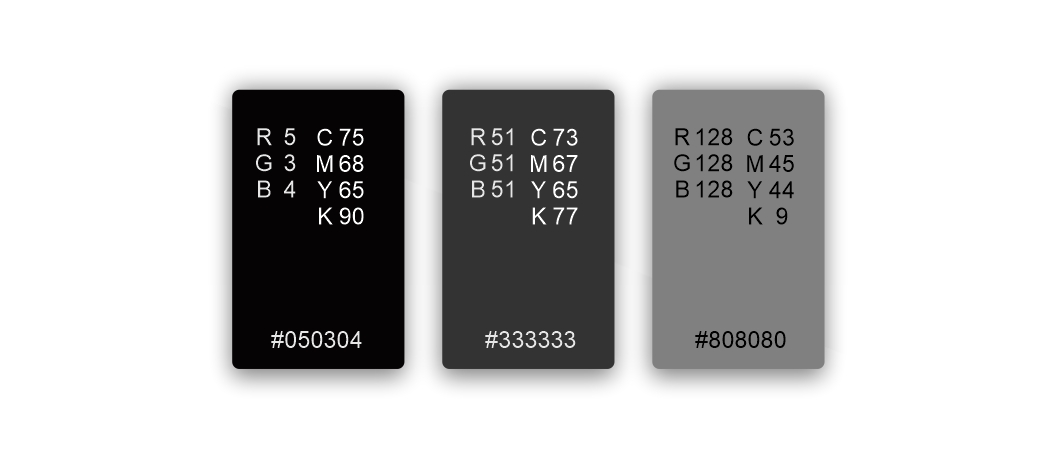 R 5 C 75
G 3 M 68
B 4 Y 65
K 90
#050304
R 51 C 73
G 51 M 67
B 51 Y 65
K 77
#333333
R 128 C 53
G 128 M 45
B 128 Y 44
K 9
#808080